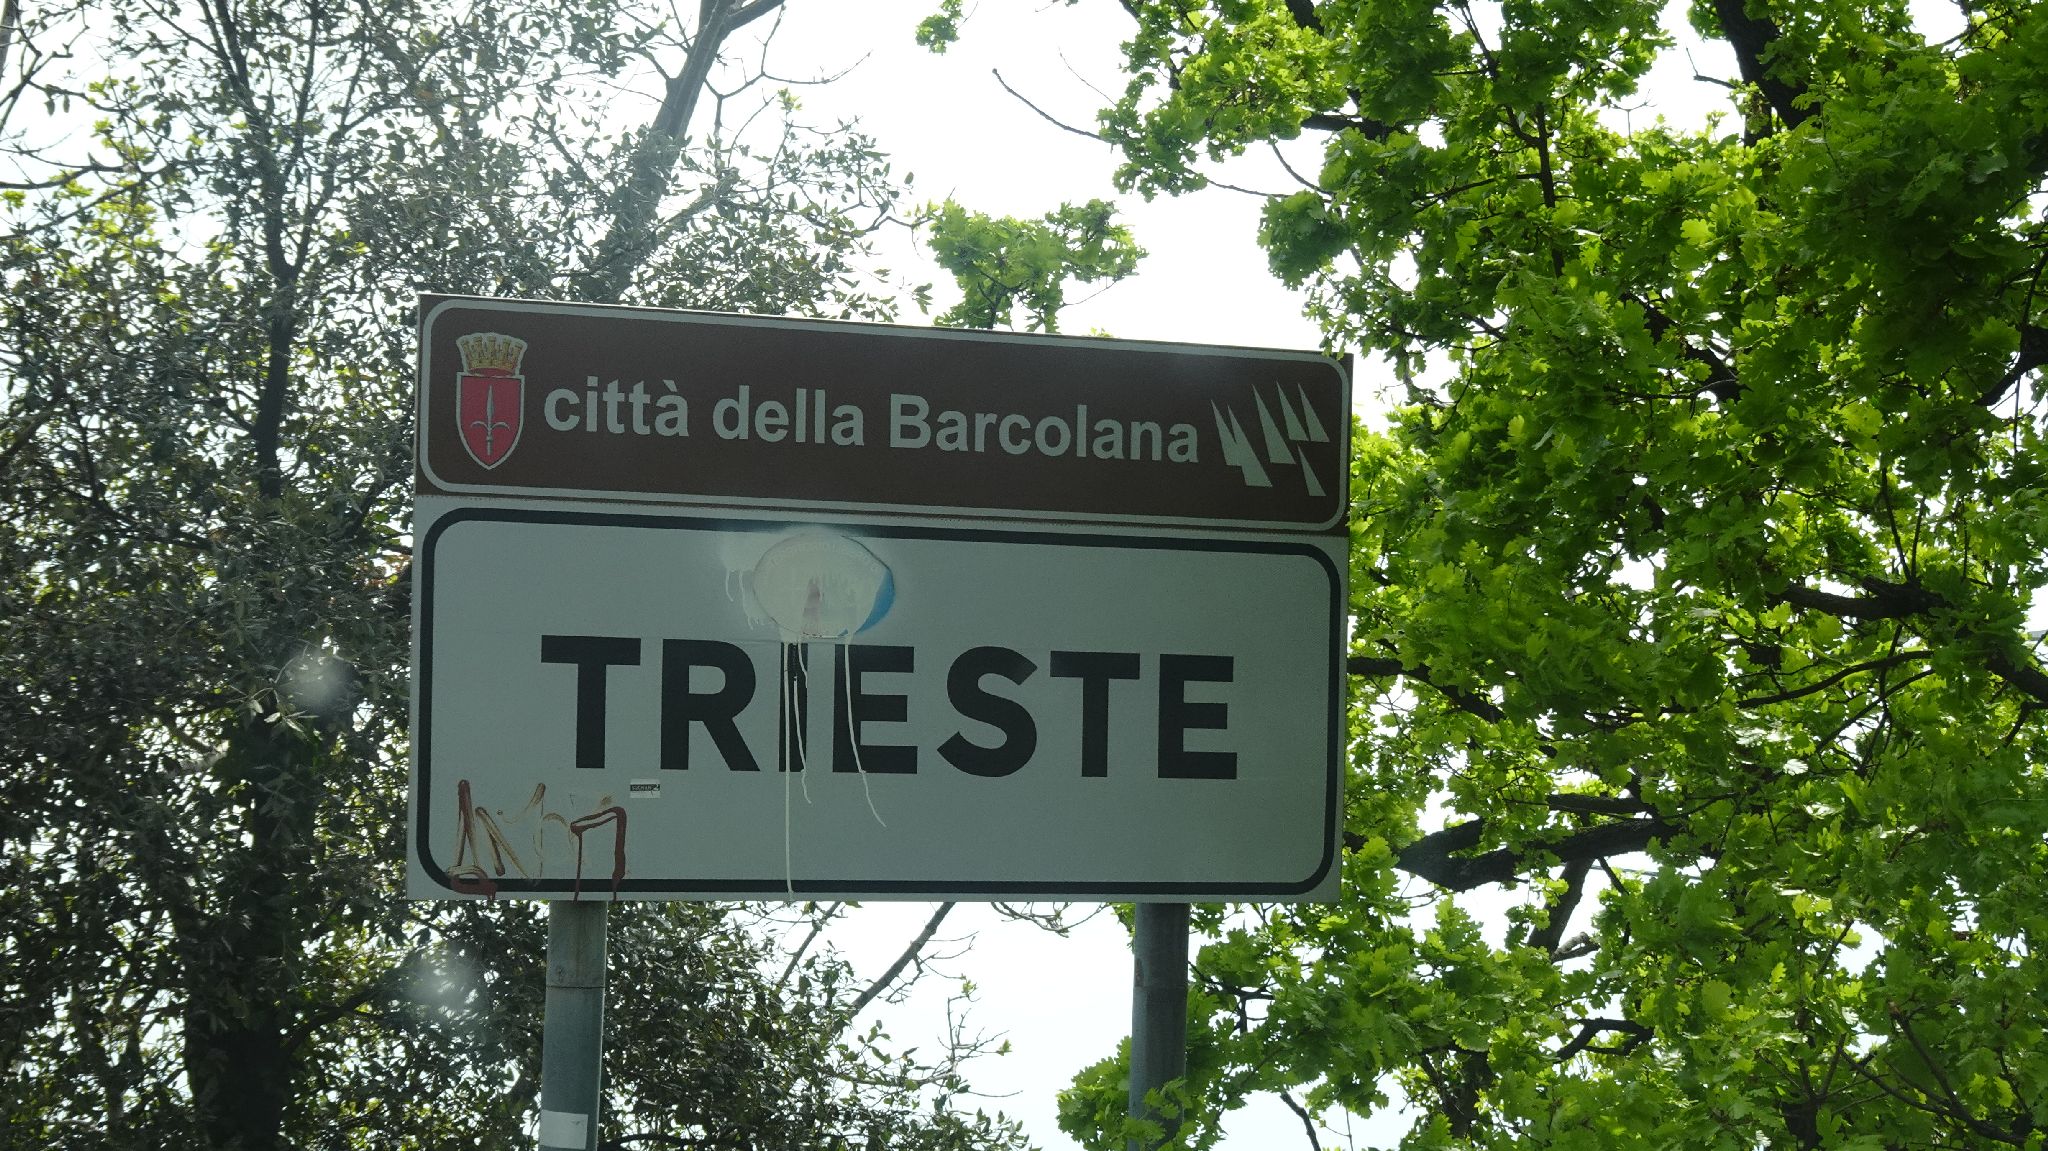 città della Barcolana
TRIESTE